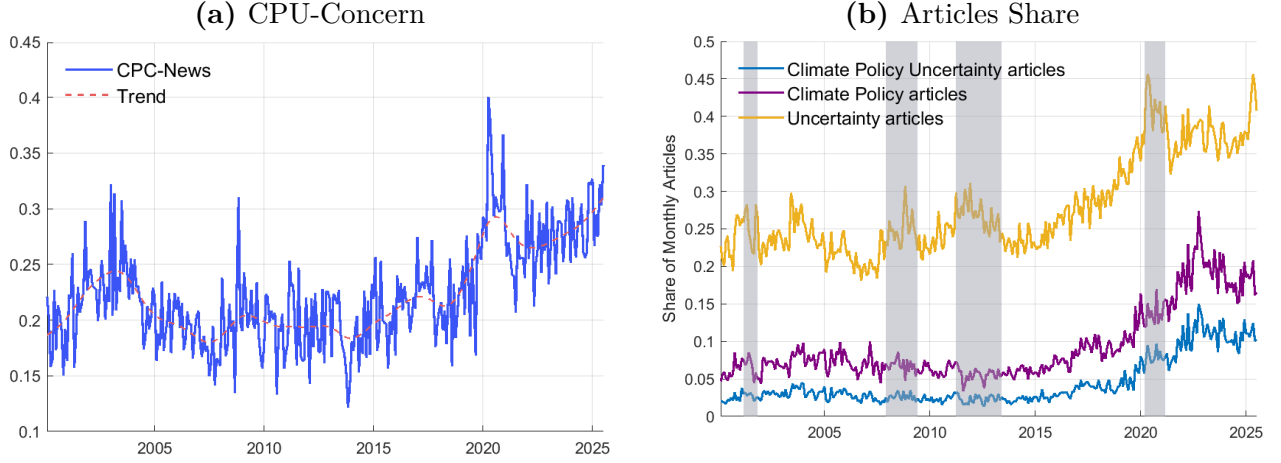 (a) CPU-Concern
0.45
0.4
0.35
0.3
0.25
0.2
0.15
0.1
CPC-News
Trend
2005 2010 2015 2020 2025
(b) Articles Share
Share of Monthly Articles
0.5
0.45
0.4
0.35
0.3
0.25
0.2
0.15
0.1
0.05
0
Climate Policy Uncertainty articles
Climate Policy articles
Uncertainty articles
2005 2010 2015 2020 2025